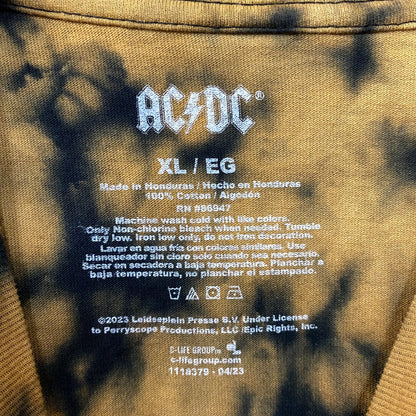 AC⚡DC®
XL / EG
Made in Honduras / Hecho en Honduras
100% Cotton / Algodón
RN #86947
Machine wash cold with like colors.
Only Non-chlorine bleach when needed. Tumble
dry low. Iron low only, do not iron decoration.
Lavar en agua fría con colores similares. Use
blanqueador sin cloro solo cuando sea necesario.
Secar en secadora a baja temperatura. Planchar a
baja temperatura, no planchar el estampado.
©2023 Leidseplein Presse B.V. Under License
to Perryscope Productions, LLC /Epic Rights, Inc.
C-LIFE GROUP
c-lifegroup.com
1118379 - 04/23